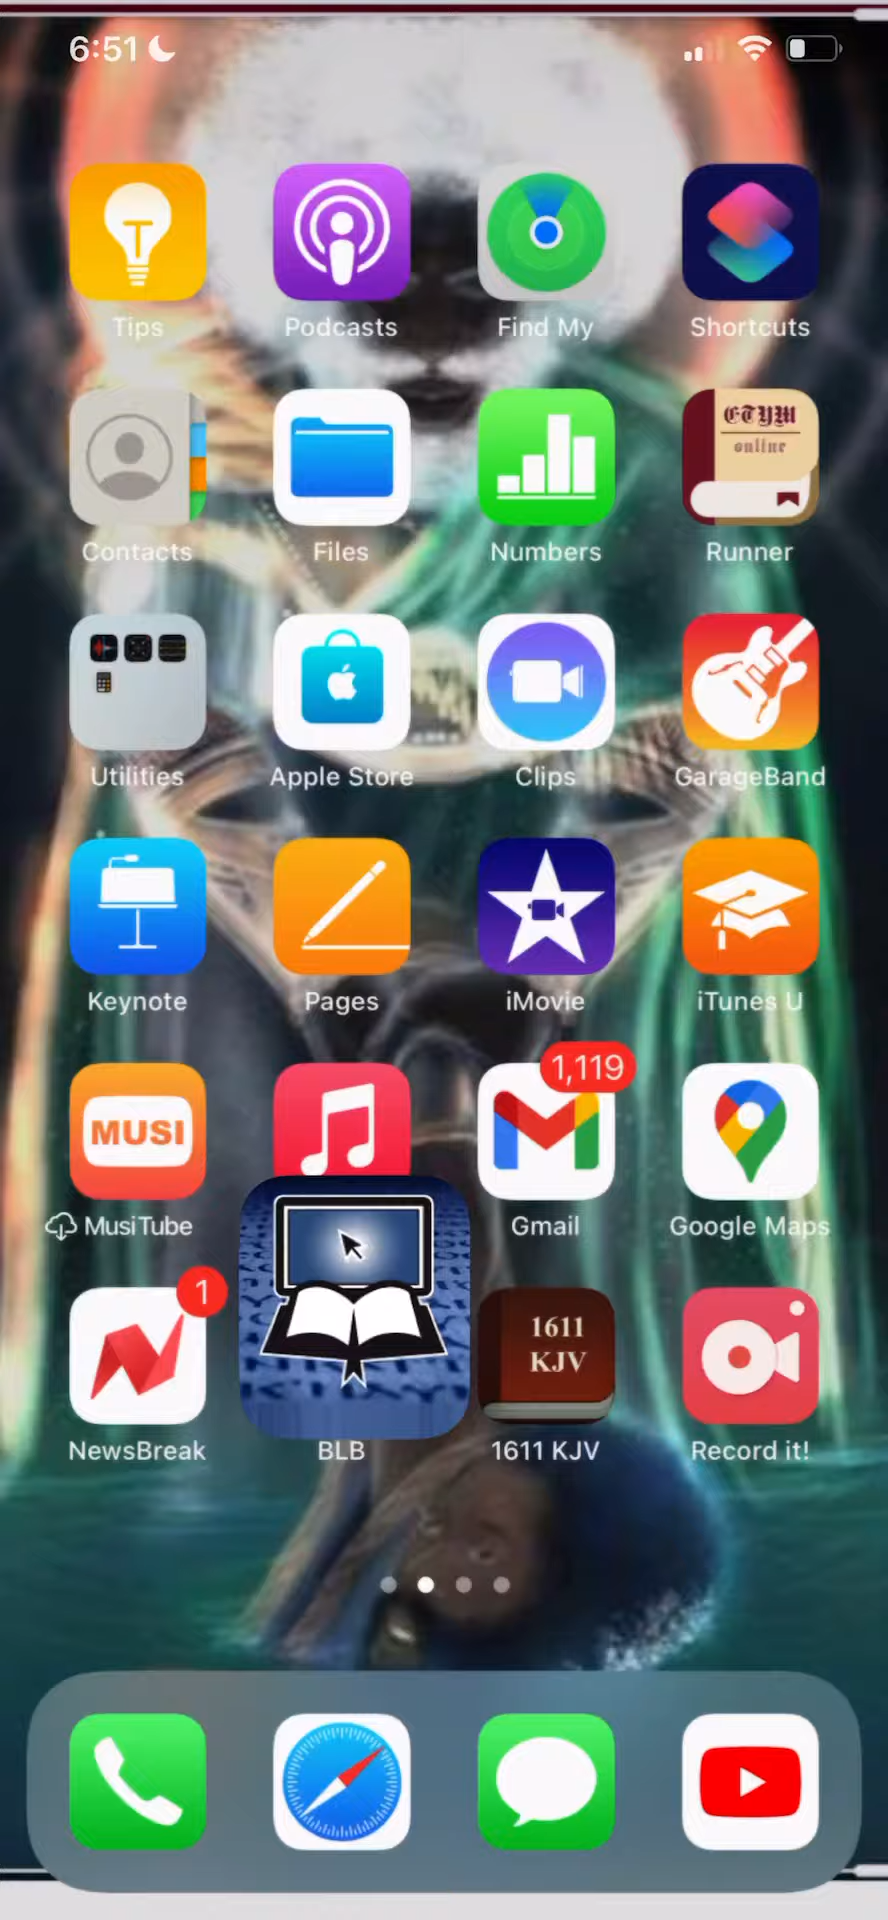 6:51
Tips
Podcasts
Find My
Shortcuts
ETYM
online
Contacts
Files
Numbers
Runner
Utilities
Apple Store
Clips
GarageBand
Keynote
Pages
iMovie
iTunes U
MUSI
1,119
MusiTube
Gmail
Google Maps
1
1611
KJV
NewsBreak
BLB
1611 KJV
Record it!